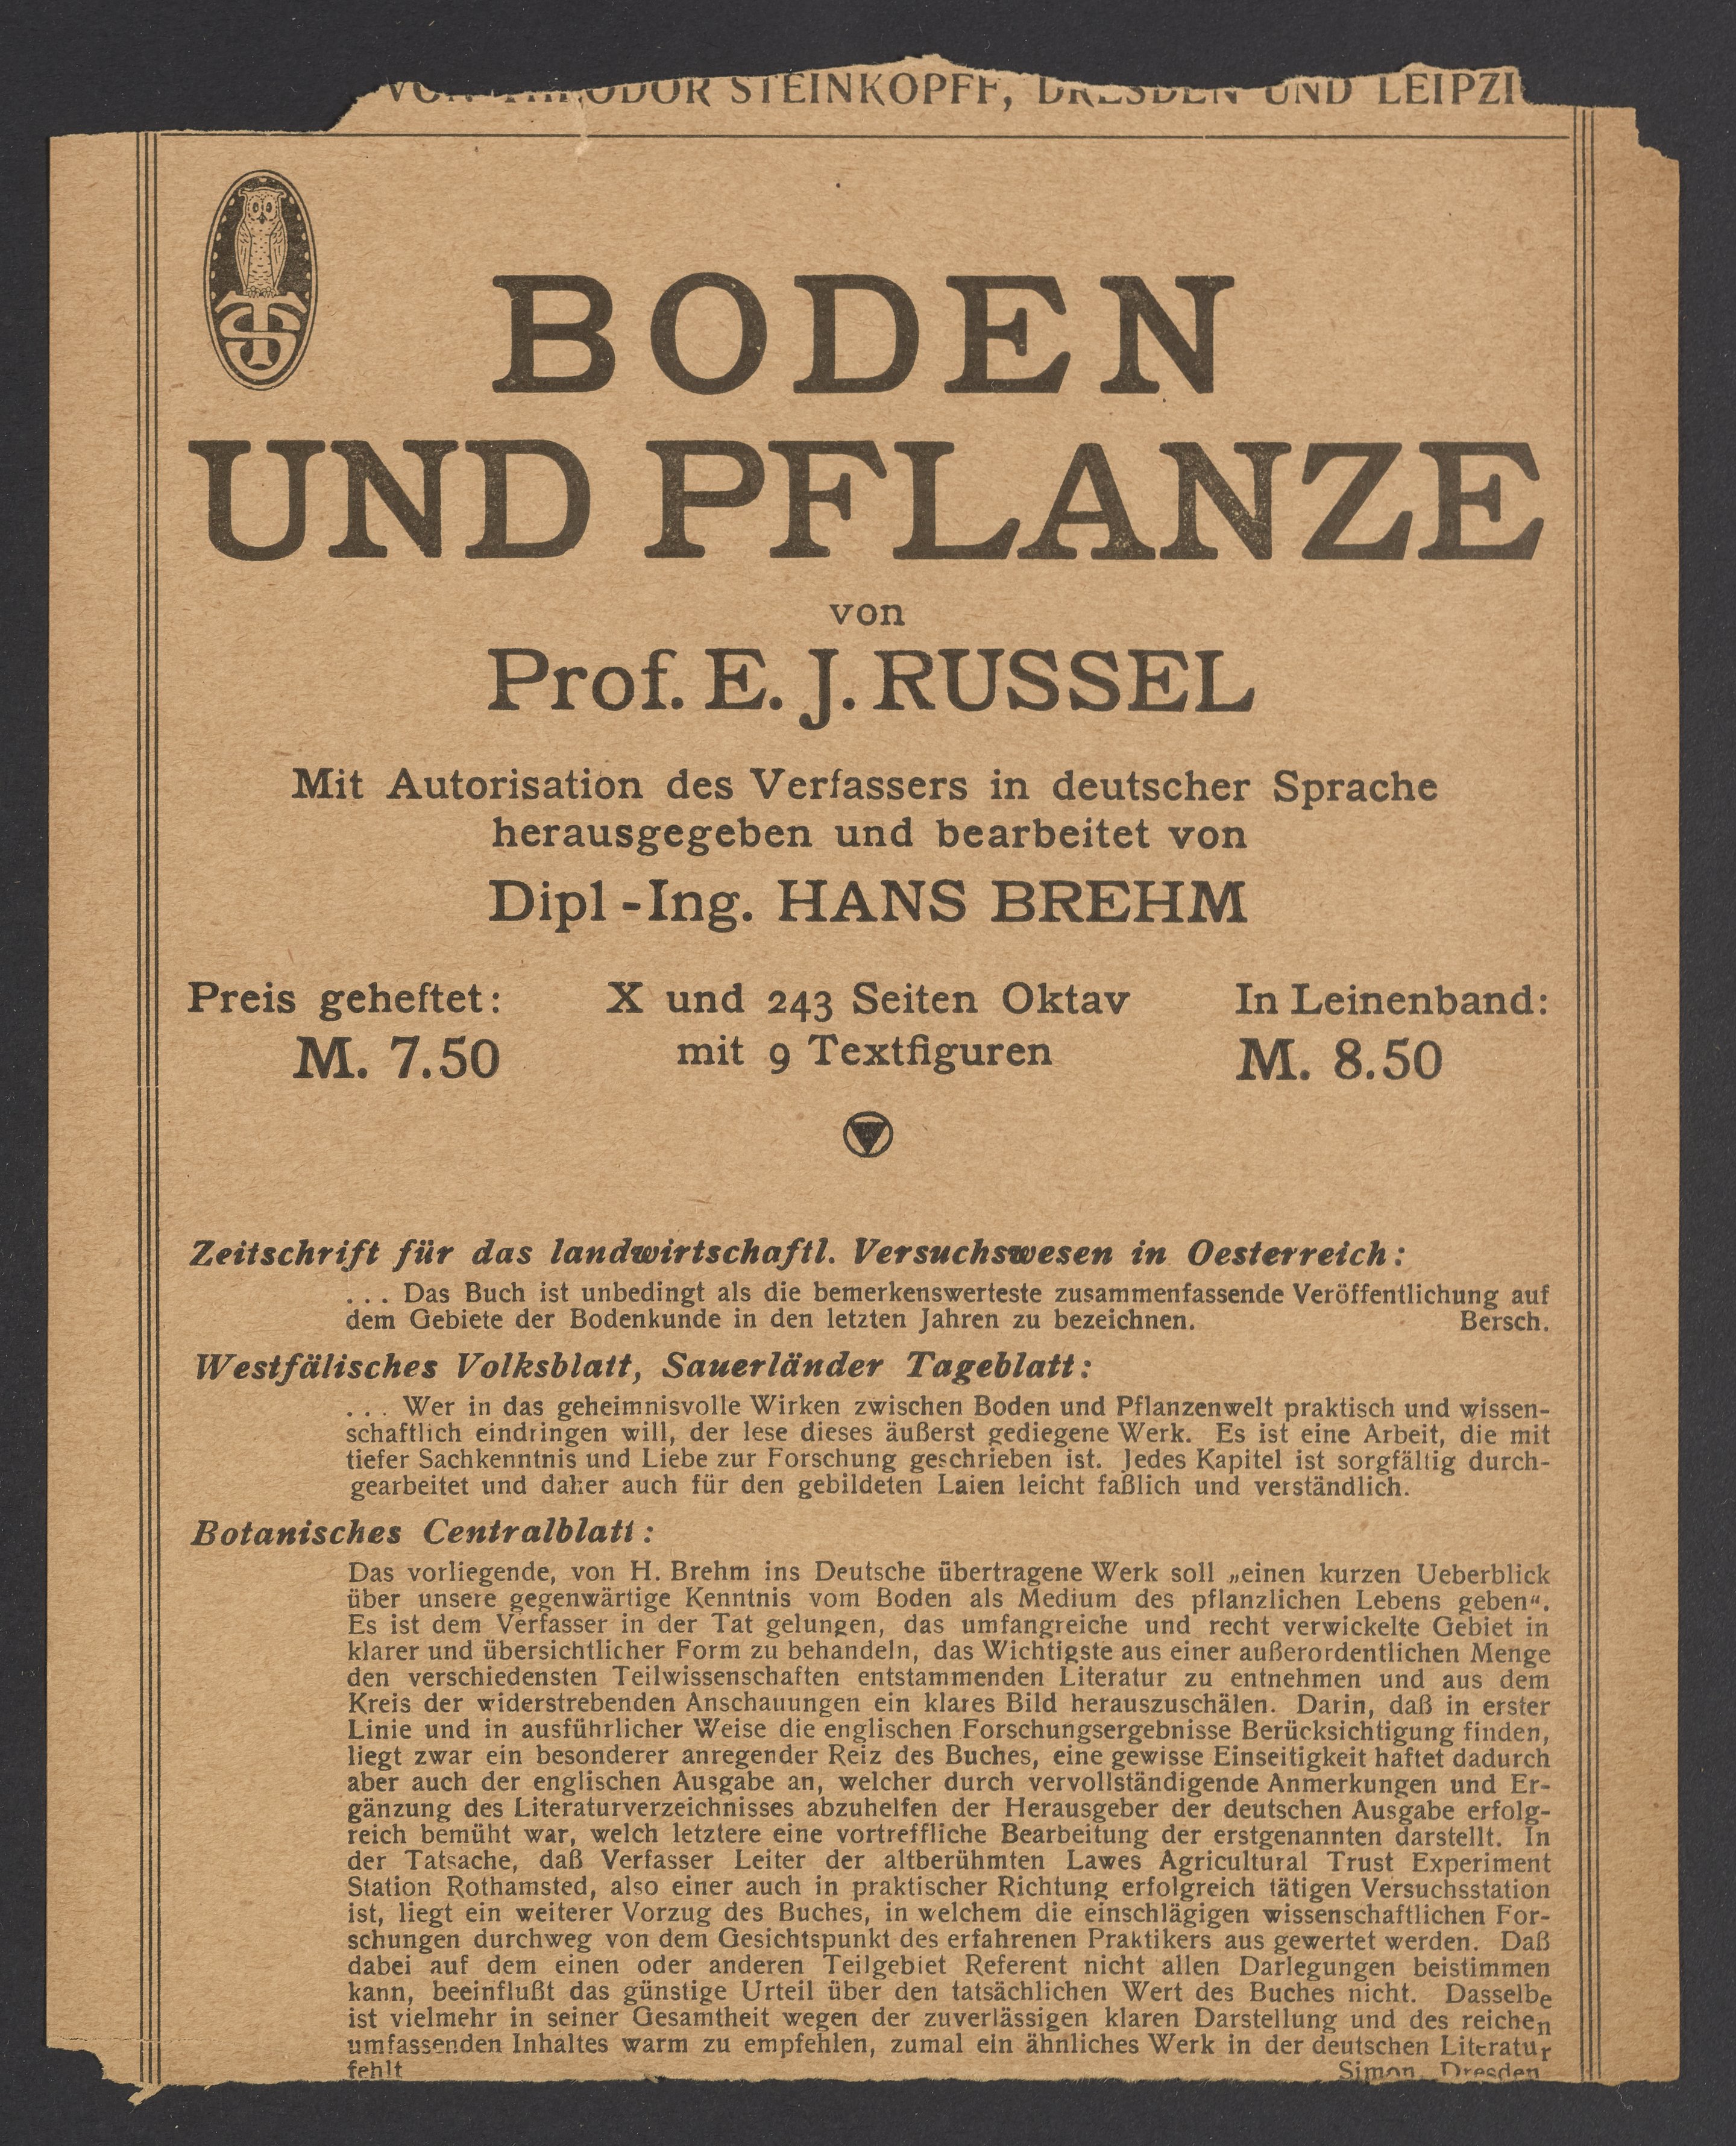 VON THEODOR STEINKOPFF, DRESDEN UND LEIPZIG
TS
BODEN
UND PFLANZE
von
Prof. E. J. RUSSEL
Mit Autorisation des Verfassers in deutscher Sprache
herausgegeben und bearbeitet von
Dipl -Ing. HANS BREHM
Preis geheftet: X und 243 Seiten Oktav In Leinenband:
M. 7.50 mit 9 Textfiguren M. 8.50
Zeitschrift für das landwirtschaftl. Versuchswesen in Oesterreich:
. . . Das Buch ist unbedingt als die bemerkenswerteste zusammenfassende Veröffentlichung auf
dem Gebiete der Bodenkunde in den letzten Jahren zu bezeichnen. Bersch.
Westfälisches Volksblatt, Sauerländer Tageblatt:
. . . Wer in das geheimnisvolle Wirken zwischen Boden und Pflanzenwelt praktisch und wissen-
schaftlich eindringen will, der lese dieses äußerst gediegene Werk. Es ist eine Arbeit, die mit
tiefer Sachkenntnis und Liebe zur Forschung geschrieben ist. Jedes Kapitel ist sorgfältig durch-
gearbeitet und daher auch für den gebildeten Laien leicht faßlich und verständlich.
Botanisches Centralblatt:
Das vorliegende, von H. Brehm ins Deutsche übertragene Werk soll „einen kurzen Ueberblick
über unsere gegenwärtige Kenntnis vom Boden als Medium des pflanzlichen Lebens geben“.
Es ist dem Verfasser in der Tat gelungen, das umfangreiche und recht verwickelte Gebiet in
klarer und übersichtlicher Form zu behandeln, das Wichtigste aus einer außerordentlichen Menge
den verschiedensten Teilwissenschaften entstammenden Literatur zu entnehmen und aus dem
Kreis der widerstrebenden Anschauungen ein klares Bild herauszuschälen. Darin, daß in erster
Linie und in ausführlicher Weise die englischen Forschungsergebnisse Berücksichtigung finden,
liegt zwar ein besonderer anregender Reiz des Buches, eine gewisse Einseitigkeit haftet dadurch
aber auch der englischen Ausgabe an, welcher durch vervollständigende Anmerkungen und Er-
gänzung des Literaturverzeichnisses abzuhelfen der Herausgeber der deutschen Ausgabe erfolg-
reich bemüht war, welch letztere eine vortreffliche Bearbeitung der erstgenannten darstellt. In
der Tatsache, daß Verfasser Leiter der altberühmten Lawes Agricultural Trust Experiment
Station Rothamsted, also einer auch in praktischer Richtung erfolgreich tätigen Versuchsstation
ist, liegt ein weiterer Vorzug des Buches, in welchem die einschlägigen wissenschaftlichen For-
schungen durchweg von dem Gesichtspunkt des erfahrenen Praktikers aus gewertet werden. Daß
dabei auf dem einen oder anderen Teilgebiet Referent nicht allen Darlegungen beistimmen
kann, beeinflußt das günstige Urteil über den tatsächlichen Wert des Buches nicht. Dasselbe
ist vielmehr in seiner Gesamtheit wegen der zuverlässigen klaren Darstellung und des reichen
umfassenden Inhaltes warm zu empfehlen, zumal ein ähnliches Werk in der deutschen Literatur
fehlt Simon, Dresden